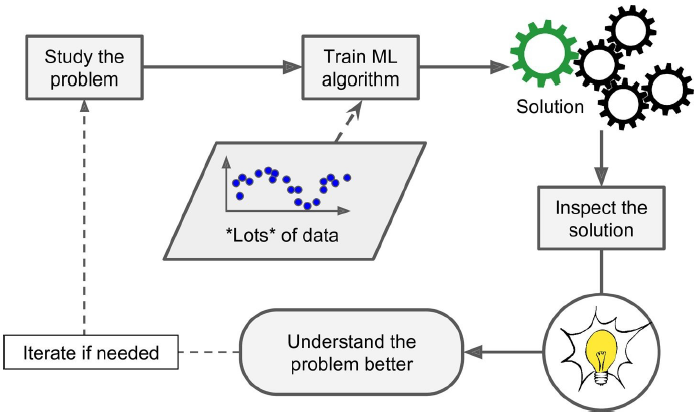 Study the
problem
Train ML
algorithm
Solution
*Lots* of data
Inspect the
solution
Understand the
problem better
Iterate if needed